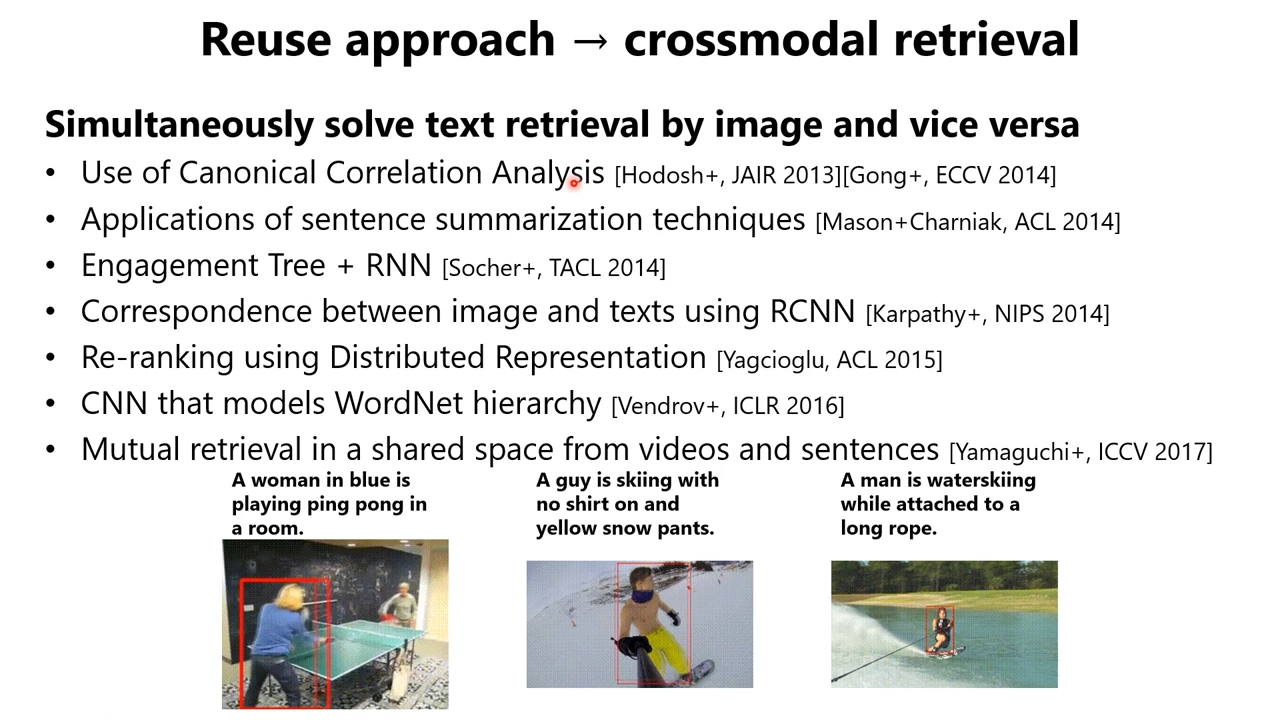 Reuse approach → crossmodal retrieval
Simultaneously solve text retrieval by image and vice versa
• Use of Canonical Correlation Analysis [Hodosh+, JAIR 2013][Gong+, ECCV 2014]
• Applications of sentence summarization techniques [Mason+Charniak, ACL 2014]
• Engagement Tree + RNN [Socher+, TACL 2014]
• Correspondence between image and texts using RCNN [Karpathy+, NIPS 2014]
• Re-ranking using Distributed Representation [Yagcioglu, ACL 2015]
• CNN that models WordNet hierarchy [Vendrov+, ICLR 2016]
• Mutual retrieval in a shared space from videos and sentences [Yamaguchi+, ICCV 2017]
A woman in blue is
playing ping pong in
a room.
A guy is skiing with
no shirt on and
yellow snow pants.
A man is waterskiing
while attached to a
long rope.